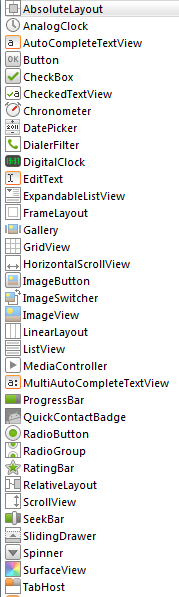 AbsoluteLayout
AnalogClock
AutoCompleteTextView
Button
CheckBox
CheckedTextView
Chronometer
DatePicker
DialerFilter
DigitalClock
EditText
ExpandableListView
FrameLayout
Gallery
GridView
HorizontalScrollView
ImageButton
ImageSwitcher
ImageView
LinearLayout
ListView
MediaController
MultiAutoCompleteTextView
ProgressBar
QuickContactBadge
RadioButton
RadioGroup
RatingBar
RelativeLayout
ScrollView
SeekBar
SlidingDrawer
Spinner
SurfaceView
TabHost